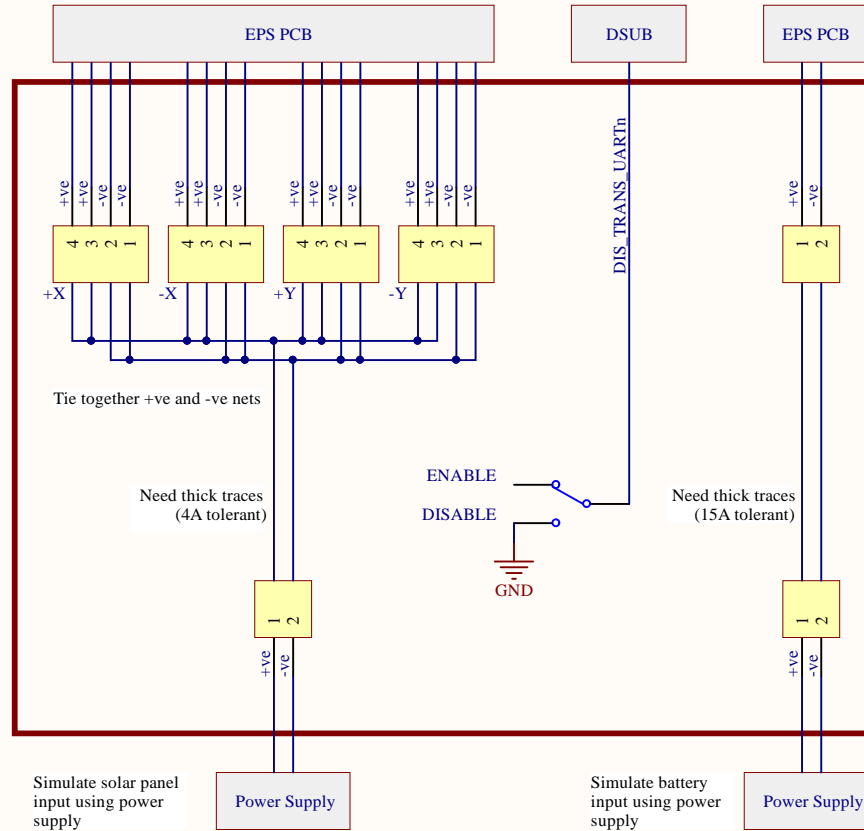 EPS PCB
DSUB
EPS PCB
+ve +ve -ve -ve
+ve +ve -ve -ve
+ve +ve -ve -ve
+ve +ve -ve -ve
DIS_TRANS_UARTn
+ve -ve
4 3 2 1
4 3 2 1
4 3 2 1
4 3 2 1
1 2
+X
-X
+Y
-Y
Tie together +ve and -ve nets
ENABLE
DISABLE
GND
Need thick traces
(4A tolerant)
Need thick traces
(15A tolerant)
1 2
+ve -ve
1 2
+ve -ve
Simulate solar panel
input using power
supply
Power Supply
Simulate battery
input using power
supply
Power Supply